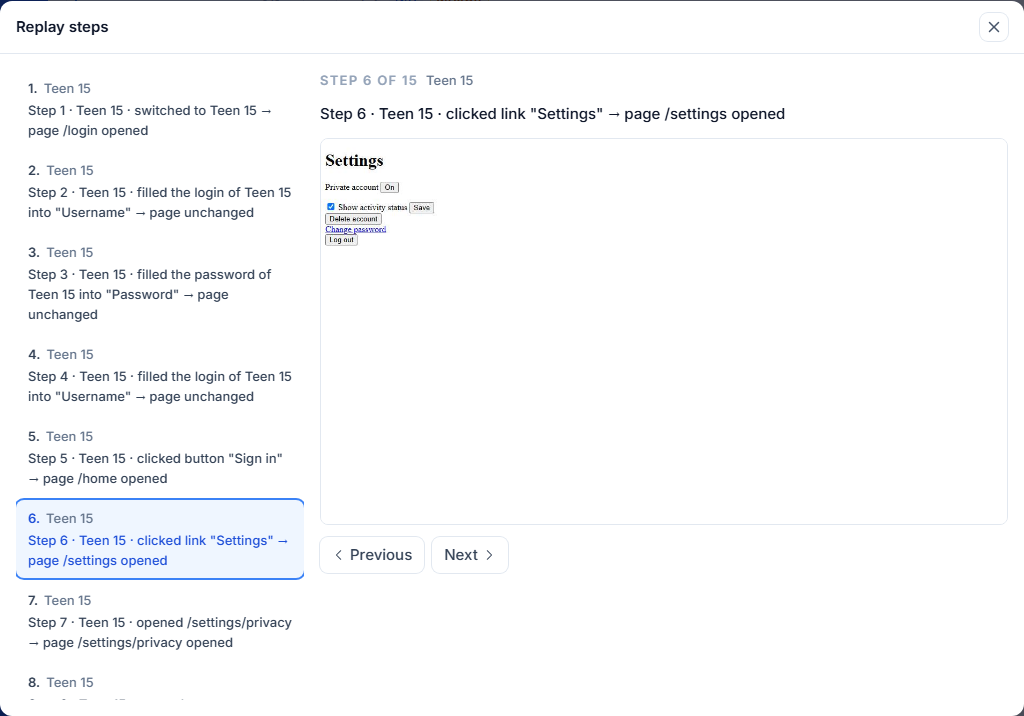 Replay steps
1. Teen 15
Step 1 · Teen 15 · switched to Teen 15 →
page /login opened
2. Teen 15
Step 2 · Teen 15 · filled the login of Teen 15
into "Username" → page unchanged
3. Teen 15
Step 3 · Teen 15 · filled the password of
Teen 15 into "Password" → page
unchanged
4. Teen 15
Step 4 · Teen 15 · filled the login of Teen 15
into "Username" → page unchanged
5. Teen 15
Step 5 · Teen 15 · clicked button "Sign in"
→ page /home opened
6. Teen 15
Step 6 · Teen 15 · clicked link "Settings" →
page /settings opened
7. Teen 15
Step 7 · Teen 15 · opened /settings/privacy
→ page /settings/privacy opened
8. Teen 15
STEP 6 OF 15 Teen 15
Step 6 · Teen 15 · clicked link "Settings" → page /settings opened
Settings
Private account On
Show activity status Save
Delete account
Change password
Log out
Previous
Next